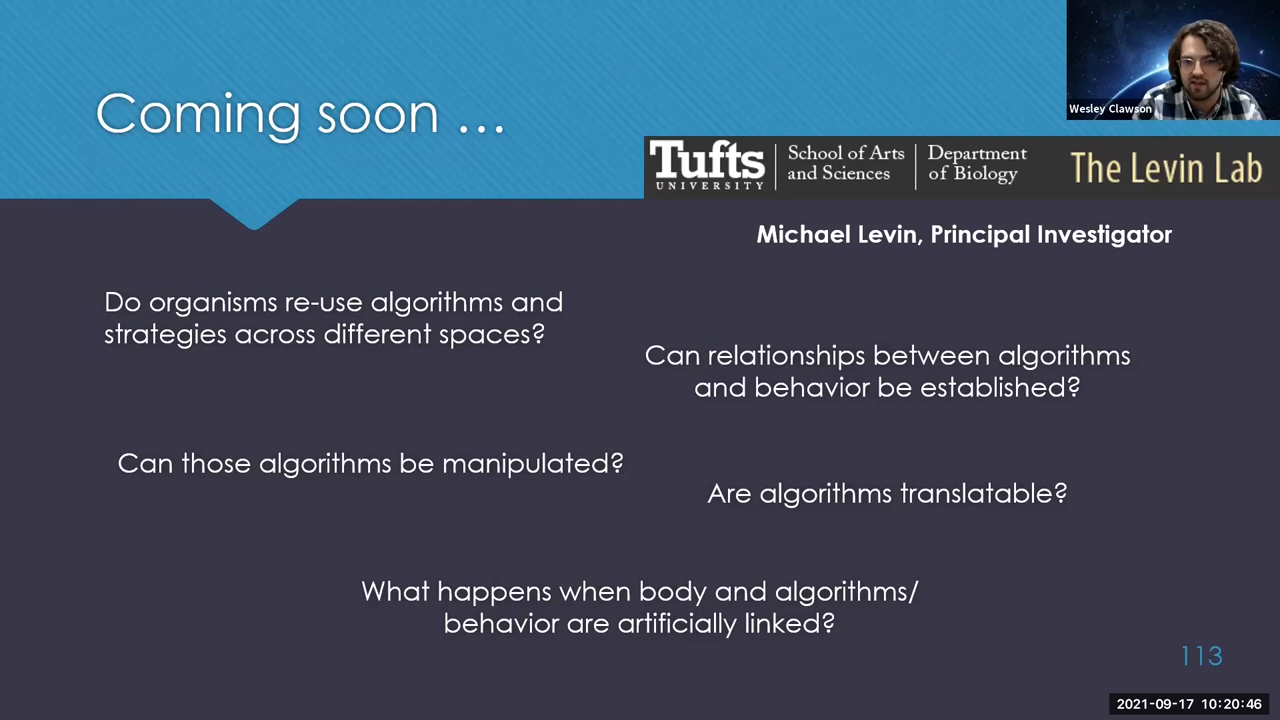 Wesley Clawson
Coming soon …
Tufts
UNIVERSITY
School of Arts
and Sciences
Department
of Biology
The Levin Lab
Michael Levin, Principal Investigator
Do organisms re-use algorithms and
strategies across different spaces?
Can relationships between algorithms
and behavior be established?
Can those algorithms be manipulated?
Are algorithms translatable?
What happens when body and algorithms/
behavior are artificially linked?
113
2021-09-17 10:20:46